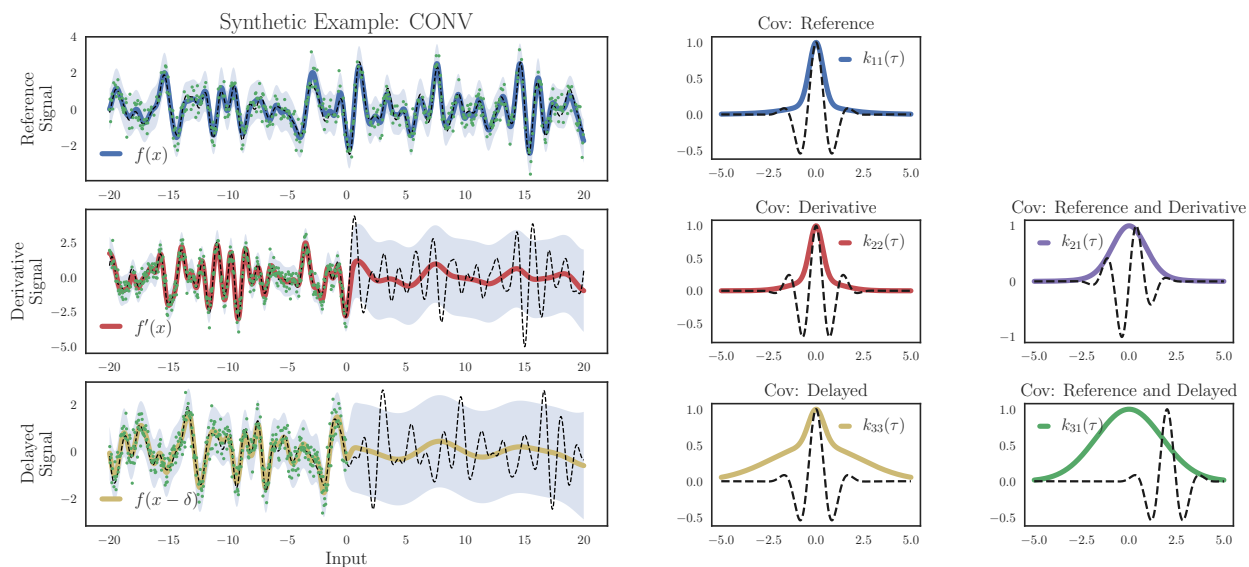 Synthetic Example: CONV
Reference
Signal
4
2
0
−2
f(x)
−20 −15 −10 −5 0 5 10 15 20
Derivative
Signal
2.5
0.0
−2.5
−5.0
f′(x)
−20 −15 −10 −5 0 5 10 15 20
Delayed
Signal
2
0
−2
f(x − δ)
−20 −15 −10 −5 0 5 10 15 20
Input
Cov: Reference
1.0
0.5
0.0
−0.5
k₁₁(τ)
−5.0 −2.5 0.0 2.5 5.0
Cov: Derivative
1.0
0.5
0.0
−0.5
k₂₂(τ)
−5.0 −2.5 0.0 2.5 5.0
Cov: Reference and Derivative
1
0
−1
k₂₁(τ)
−5.0 −2.5 0.0 2.5 5.0
Cov: Delayed
1.0
0.5
0.0
−0.5
k₃₃(τ)
−5.0 −2.5 0.0 2.5 5.0
Cov: Reference and Delayed
1.0
0.5
0.0
−0.5
k₃₁(τ)
−5.0 −2.5 0.0 2.5 5.0